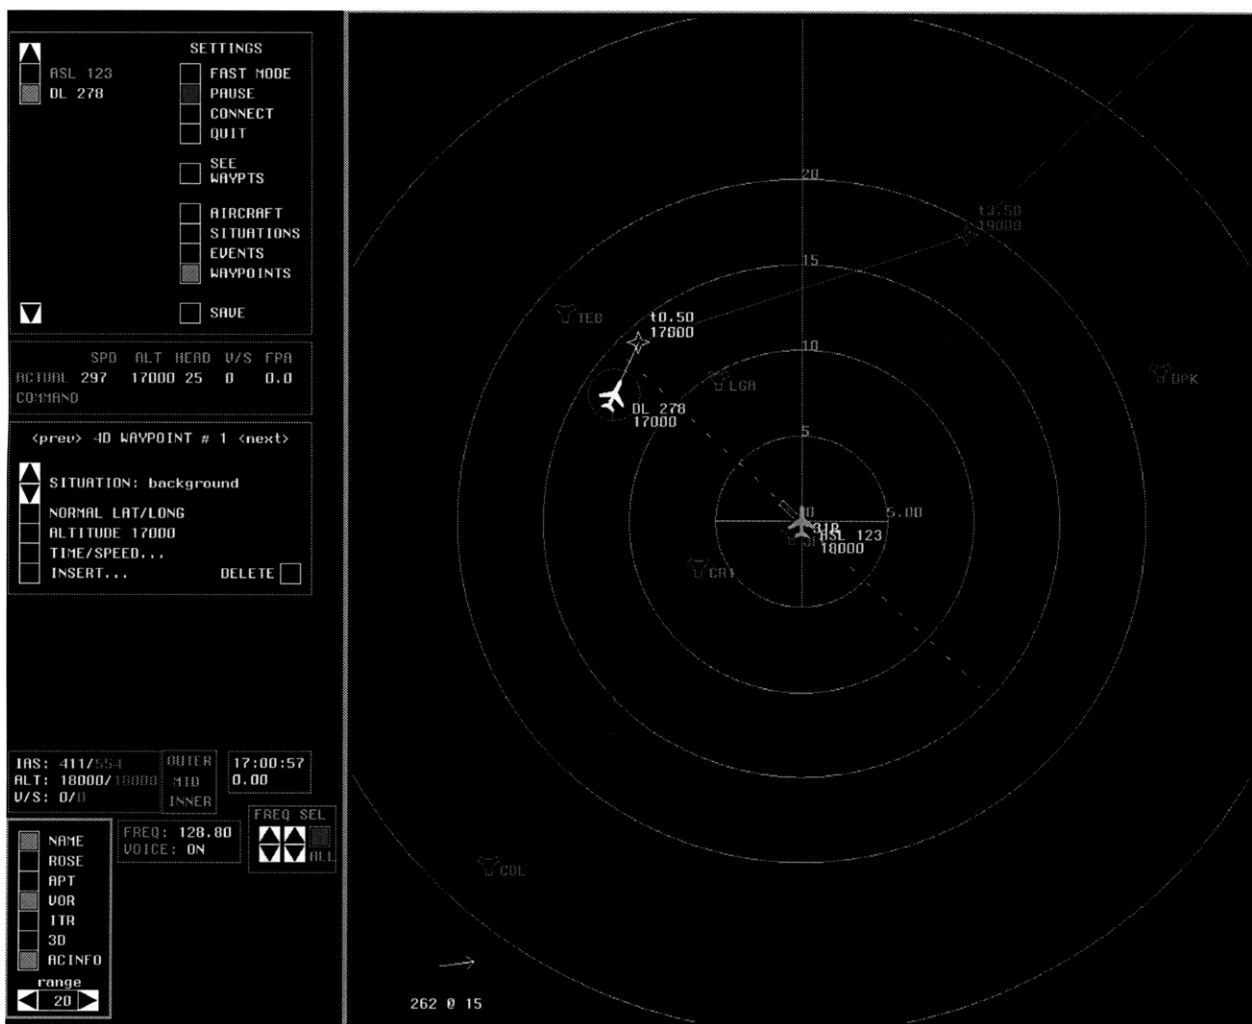 SETTINGS
ASL 123
DL 278
FAST MODE
PAUSE
CONNECT
QUIT
SEE
WAYPTS
AIRCRAFT
SITUATIONS
EVENTS
WAYPOINTS
SAVE
SPD ALT HEAD V/S FPA
ACTUAL 297 17000 25 0 0.0
COMMAND
<prev> 4D WAYPOINT # 1 <next>
SITUATION: background
NORMAL LAT/LONG
ALTITUDE 17000
TIME/SPEED...
INSERT... DELETE
IAS: 411/554
ALT: 18000/18000
V/S: 0/0
OUTER
MID
INNER
17:00:57
0.00
FREQ: 128.80
VOICE: ON
FREQ SEL
ALL
NAME
ROSE
APT
VOR
ITR
3D
ACINFO
range
20
20
t3.50
19000
15
TEB
t0.50
17000
10
LGA
DPK
DL 278
17000
5
5.00
31R
ASL 123
18000
CRI
COL
262 @ 15